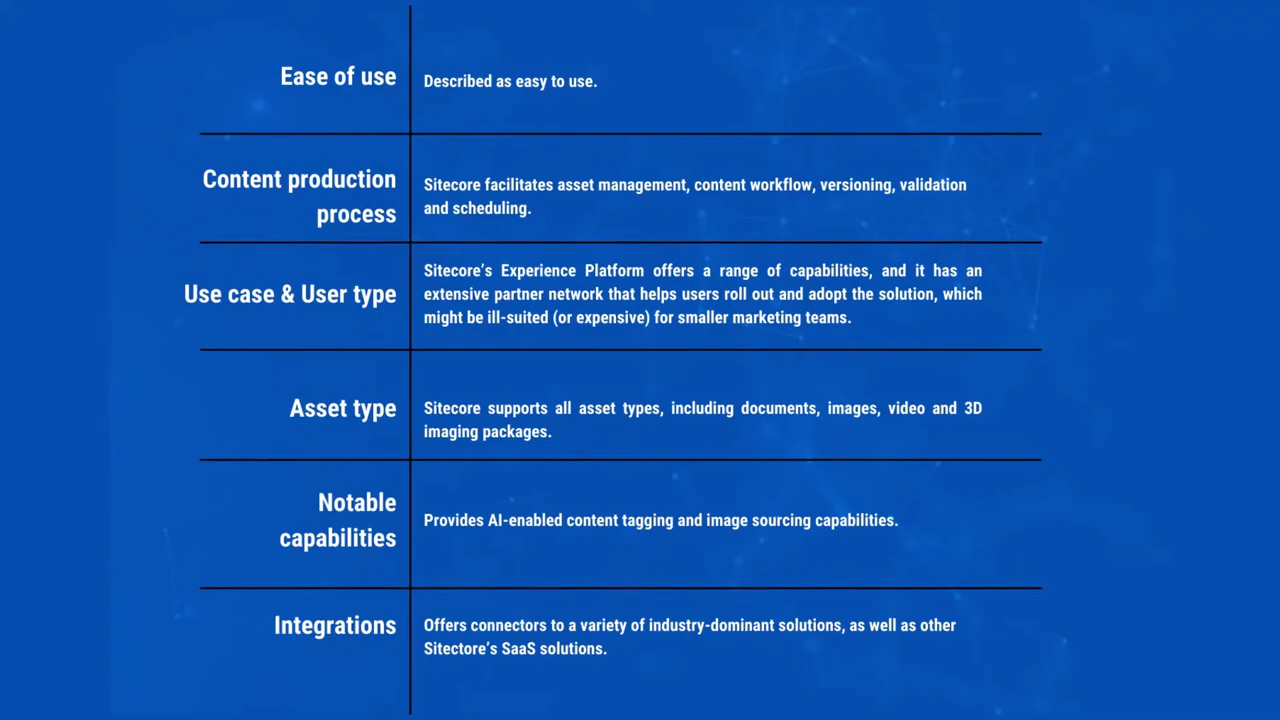 Ease of use
Described as easy to use.
Content production
process
Sitecore facilitates asset management, content workflow, versioning, validation
and scheduling.
Use case & User type
Sitecore’s Experience Platform offers a range of capabilities, and it has an
extensive partner network that helps users roll out and adopt the solution, which
might be ill-suited (or expensive) for smaller marketing teams.
Asset type
Sitecore supports all asset types, including documents, images, video and 3D
imaging packages.
Notable
capabilities
Provides AI-enabled content tagging and image sourcing capabilities.
Integrations
Offers connectors to a variety of industry-dominant solutions, as well as other
Sitectore’s SaaS solutions.